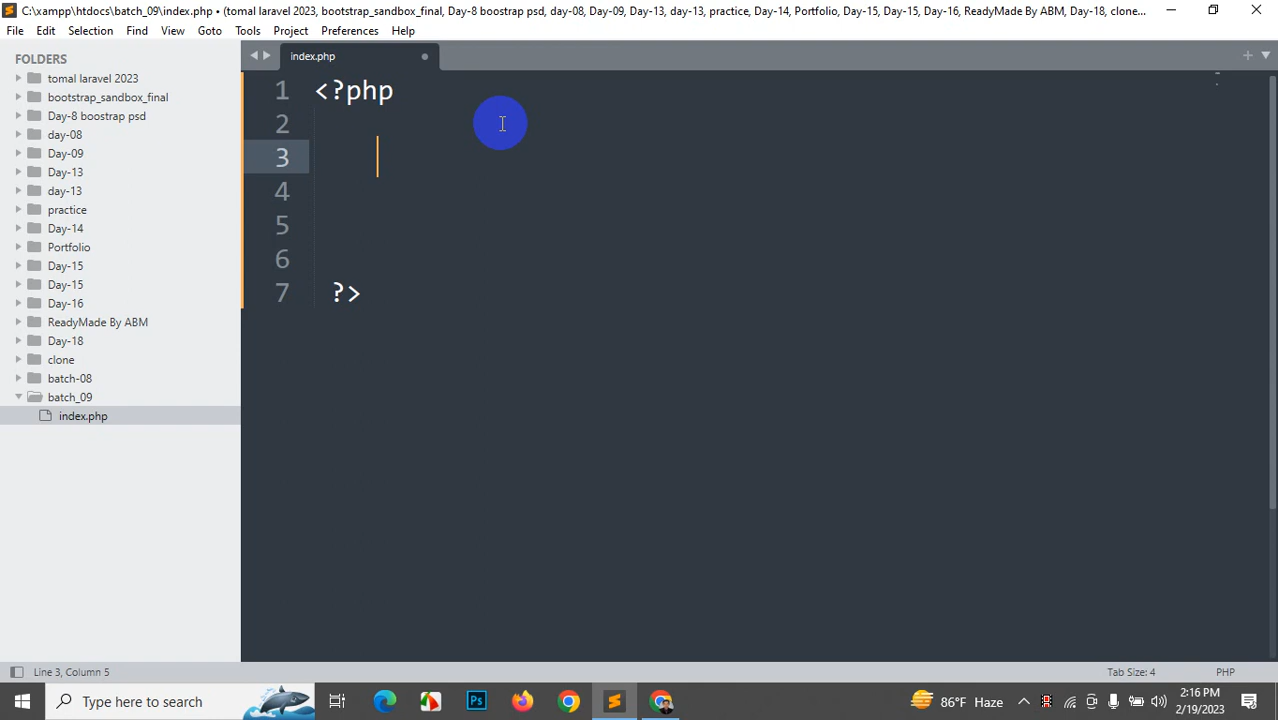 C:\xampp\htdocs\batch_09\index.php • (tomal laravel 2023, bootstrap_sandbox_final, Day-8 boostrap psd, day-08, Day-09, Day-13, day-13, practice, Day-14, Portfolio, Day-15, Day-15, Day-16, ReadyMade By ABM, Day-18, clone...
File Edit Selection Find View Goto Tools Project Preferences Help
FOLDERS
tomal laravel 2023
bootstrap_sandbox_final
Day-8 boostrap psd
day-08
Day-09
Day-13
day-13
practice
Day-14
Portfolio
Day-15
Day-15
Day-16
ReadyMade By ABM
Day-18
clone
batch-08
batch_09
index.php
index.php
1 <?php
2
3
4
5
6
7 ?>
Line 3, Column 5
Tab Size: 4 PHP
Type here to search
Ps
86°F Haze
2:16 PM
2/19/2023